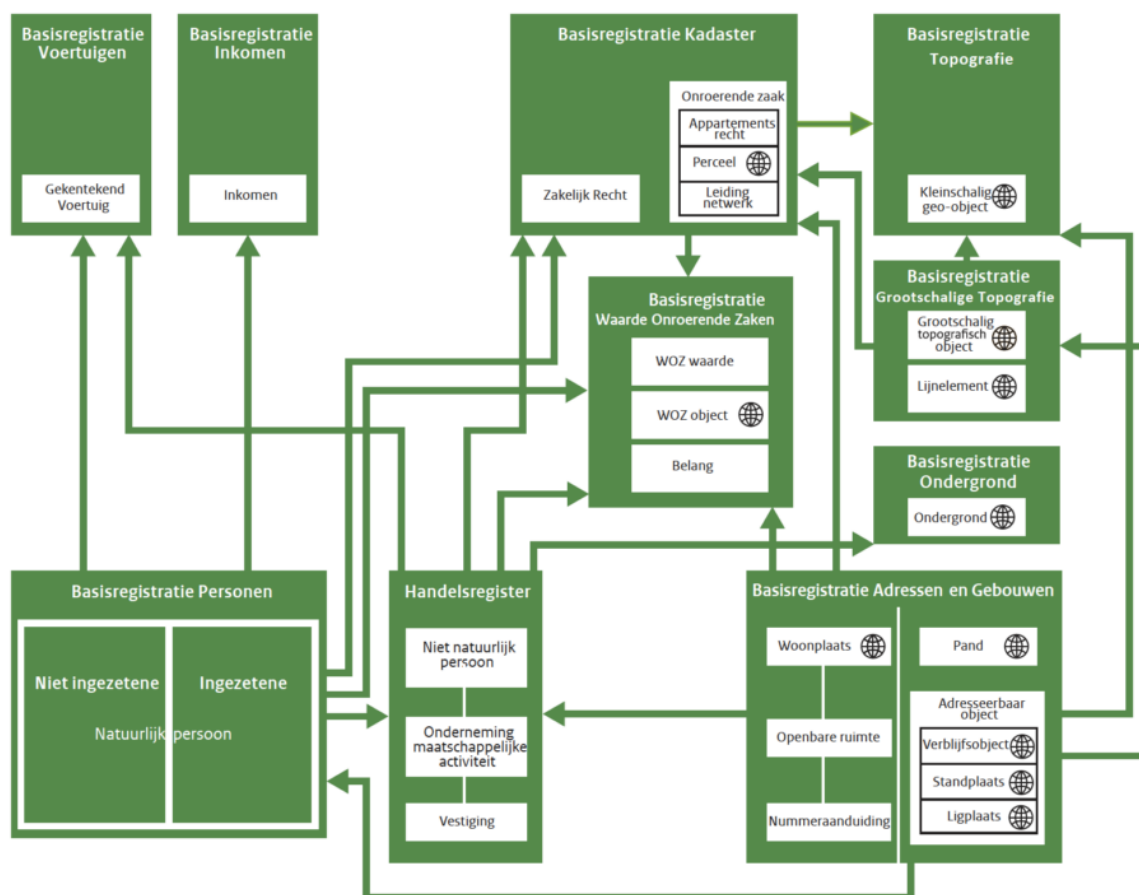 Basisregistratie
Voertuigen
Gekentekend
Voertuig
Basisregistratie
Inkomen
Inkomen
Basisregistratie Kadaster
Onroerende zaak
Appartements
recht
Perceel
Leiding
netwerk
Zakelijk Recht
Basisregistratie
Topografie
Kleinschalig
geo-object
Basisregistratie
Grootschalige Topografie
Grootschalig
topografisch
object
Lijnelement
Basisregistratie
Waarde Onroerende Zaken
WOZ waarde
WOZ object
Belang
Basisregistratie
Ondergrond
Ondergrond
Basisregistratie Personen
Niet ingezetene
Ingezetene
Natuurlijk persoon
Handelsregister
Niet natuurlijk
persoon
Onderneming
maatschappelijke
activiteit
Vestiging
Basisregistratie Adressen en Gebouwen
Woonplaats
Openbare ruimte
Nummeraanduiding
Pand
Adresseerbaar
object
Verblijfsobject
Standplaats
Ligplaats